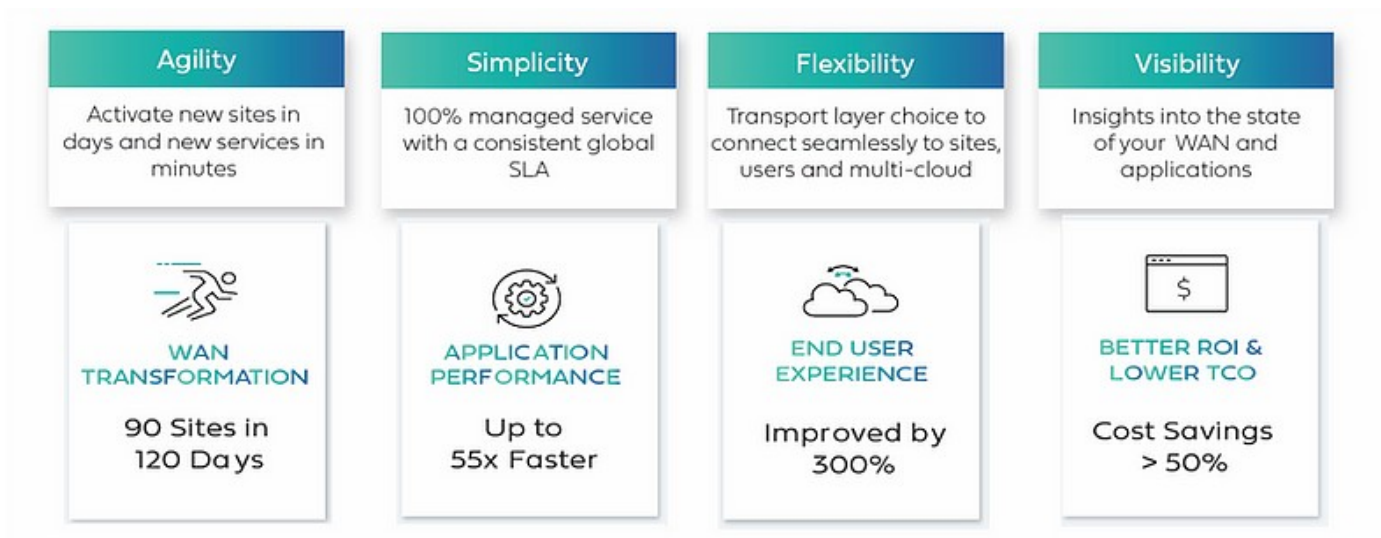 Agility
Activate new sites in
days and new services in
minutes
WAN
TRANSFORMATION
90 Sites in
120 Days
Simplicity
100% managed service
with a consistent global
SLA
APPLICATION
PERFORMANCE
Up to
55x Faster
Flexibility
Transport layer choice to
connect seamlessly to sites,
users and multi-cloud
END USER
EXPERIENCE
Improved by
300%
Visibility
Insights into the state
of your WAN and
applications
$
BETTER ROI &
LOWER TCO
Cost Savings
> 50%